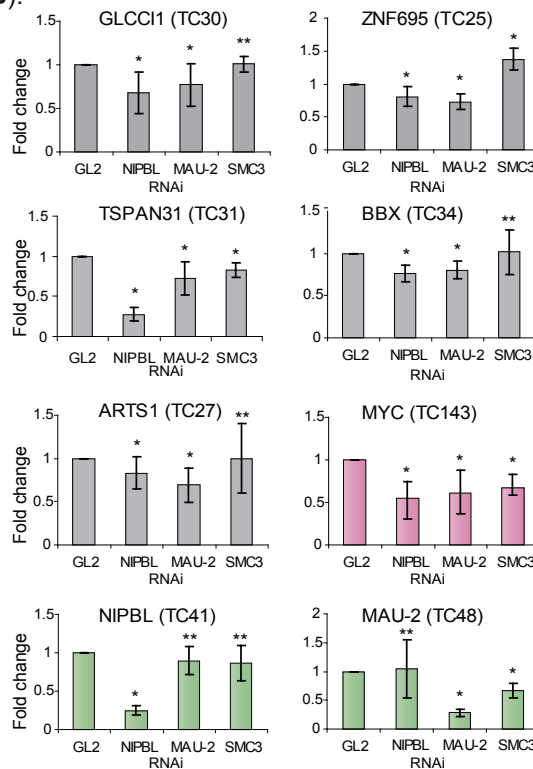 ).
GLCCI1 (TC30)
Fold change
1.5
1
0.5
0
* * **
GL2 NIPBL MAU-2 SMC3
RNAi
ZNF695 (TC25)
2
1.5
1
0.5
0
* * *
GL2 NIPBL MAU-2 SMC3
RNAi
TSPAN31 (TC31)
Fold change
1.5
1
0.5
0
* * *
GL2 NIPBL MAU-2 SMC3
RNAi
BBX (TC34)
1.5
1
0.5
0
* * **
GL2 NIPBL MAU-2 SMC3
RNAi
ARTS1 (TC27)
Fold change
1.5
1
0.5
0
* * **
GL2 NIPBL MAU-2 SMC3
RNAi
MYC (TC143)
1.5
1
0.5
0
* * *
GL2 NIPBL MAU-2 SMC3
RNAi
NIPBL (TC41)
Fold change
1.5
1
0.5
0
* ** **
GL2 NIPBL MAU-2 SMC3
RNAi
MAU-2 (TC48)
2
1.5
1
0.5
0
** * *
GL2 NIPBL MAU-2 SMC3
RNAi